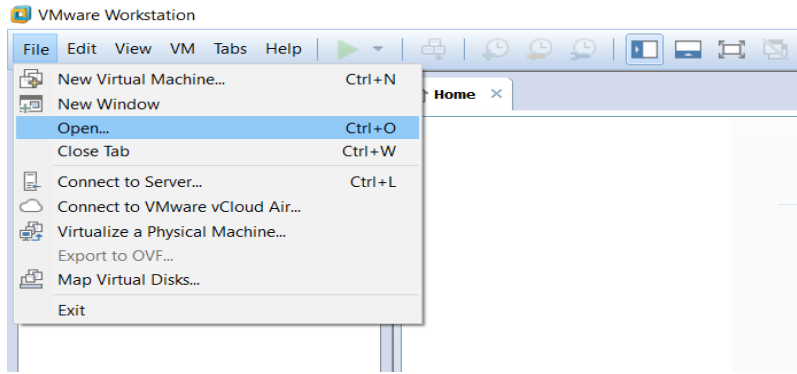 VMware Workstation
File Edit View VM Tabs Help
Home
New Virtual Machine... Ctrl+N
New Window
Open... Ctrl+O
Close Tab Ctrl+W
Connect to Server... Ctrl+L
Connect to VMware vCloud Air...
Virtualize a Physical Machine...
Export to OVF...
Map Virtual Disks...
Exit